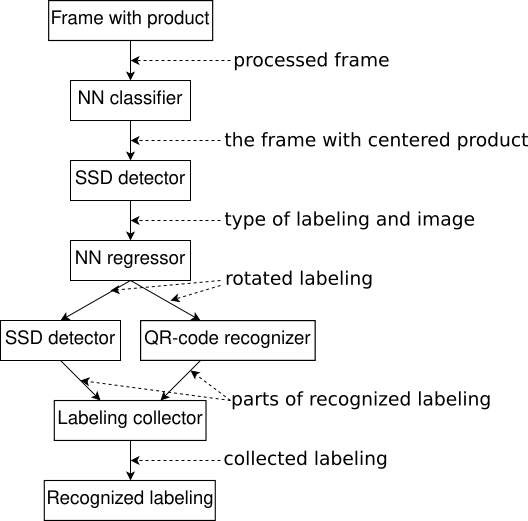 Frame with product
processed frame
NN classifier
the frame with centered product
SSD detector
type of labeling and image
NN regressor
rotated labeling
SSD detector
QR-code recognizer
parts of recognized labeling
Labeling collector
collected labeling
Recognized labeling